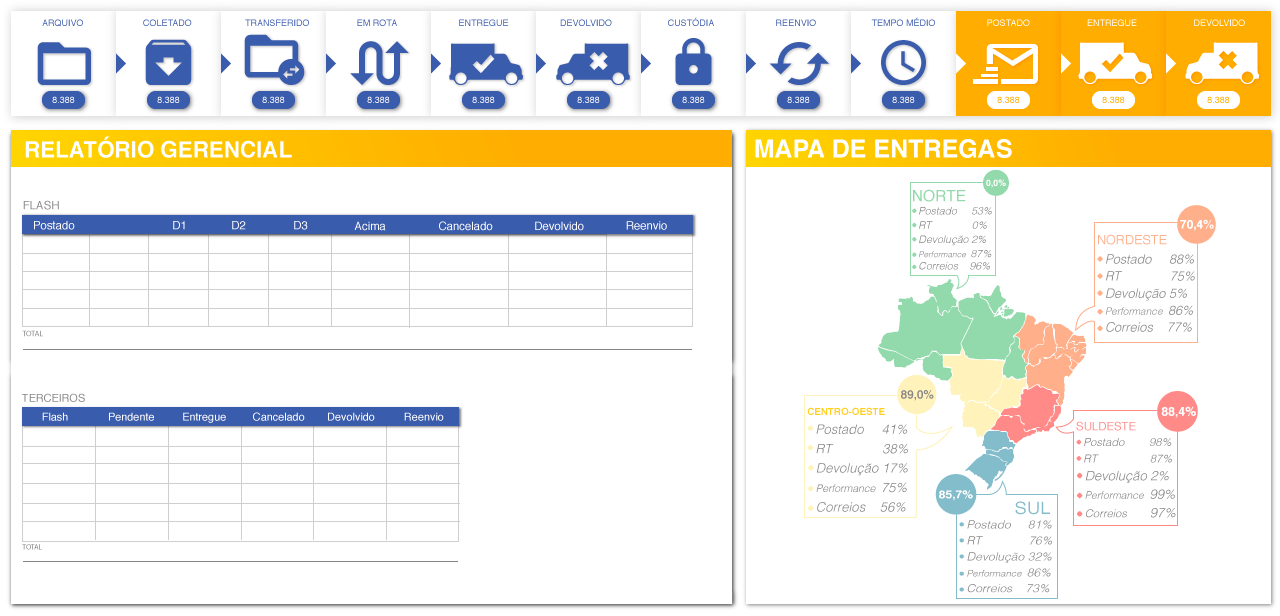 ARQUIVO COLETADO TRANSFERIDO EM ROTA ENTREGUE DEVOLVIDO CUSTÓDIA REENVIO TEMPO MÉDIO POSTADO ENTREGUE DEVOLVIDO
8.388 8.388 8.388 8.388 8.388 8.388 8.388 8.388 8.388 8.388 8.388 8.388
RELATÓRIO GERENCIAL
FLASH
Postado D1 D2 D3 Acima Cancelado Devolvido Reenvio
TOTAL
TERCEIROS
Flash Pendente Entregue Cancelado Devolvido Reenvio
TOTAL
MAPA DE ENTREGAS
0,0%
NORTE
Postado 53%
RT 0%
Devolução 2%
Performance 87%
Correios 96%
70,4%
NORDESTE
Postado 88%
RT 75%
Devolução 5%
Performance 86%
Correios 77%
89,0%
CENTRO-OESTE
Postado 41%
RT 38%
Devolução 17%
Performance 75%
Correios 56%
88,4%
SULDESTE
Postado 98%
RT 87%
Devolução 2%
Performance 99%
Correios 97%
85,7%
SUL
Postado 81%
RT 76%
Devolução 32%
Performance 86%
Correios 73%